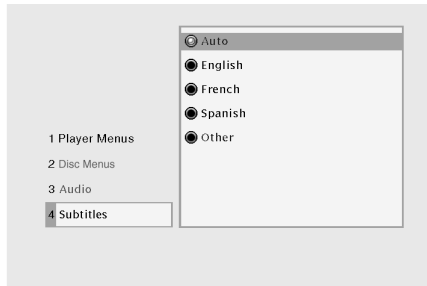 Auto
English
French
Spanish
1 Player Menus
Other
2 Disc Menus
3 Audio
4 Subtitles